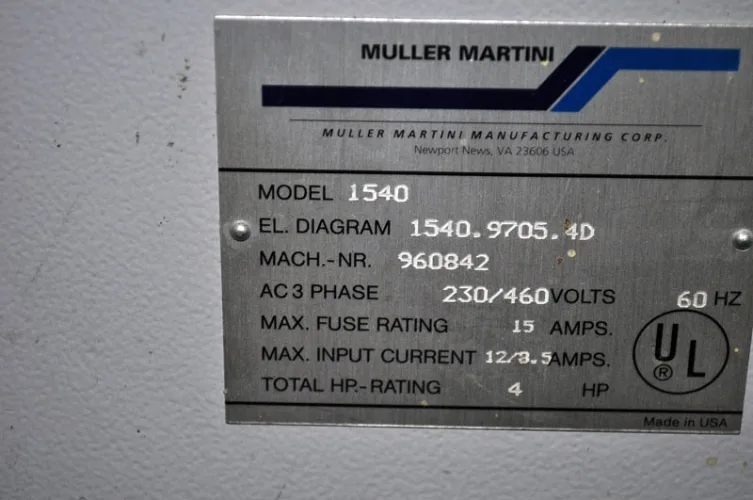 MULLER MARTINI
MULLER MARTINI MANUFACTURING CORP.
Newport News, VA 23606 USA
MODEL 1540
EL. DIAGRAM 1540.9705.4D
MACH.-NR. 960842
AC 3 PHASE 230/460 VOLTS 60 HZ
MAX. FUSE RATING 15 AMPS.
MAX. INPUT CURRENT 12/8.5 AMPS.
TOTAL HP.-RATING 4 HP
UL ®
Made in USA